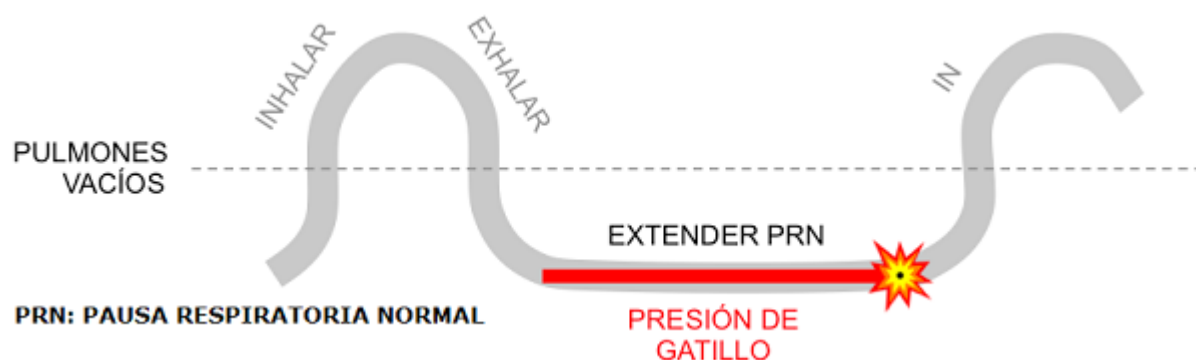 INHALAR
EXHALAR
IN
PULMONES
VACÍOS
EXTENDER PRN
PRN: PAUSA RESPIRATORIA NORMAL
PRESIÓN DE
GATILLO